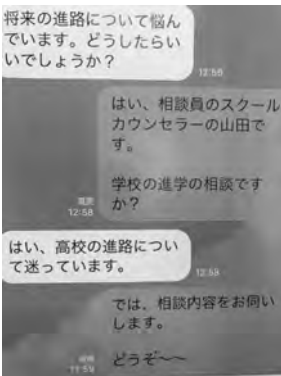 将来の進路について悩ん
でいます。どうしたらい
いでしょうか?
12:56
はい、相談員のスクール
カウンセラーの山田で
す。
学校の進学の相談です
か?
12:58
はい、高校の進路につい
て迷っています。
12:58
では、相談内容をお伺い
します。
どうぞ〜〜